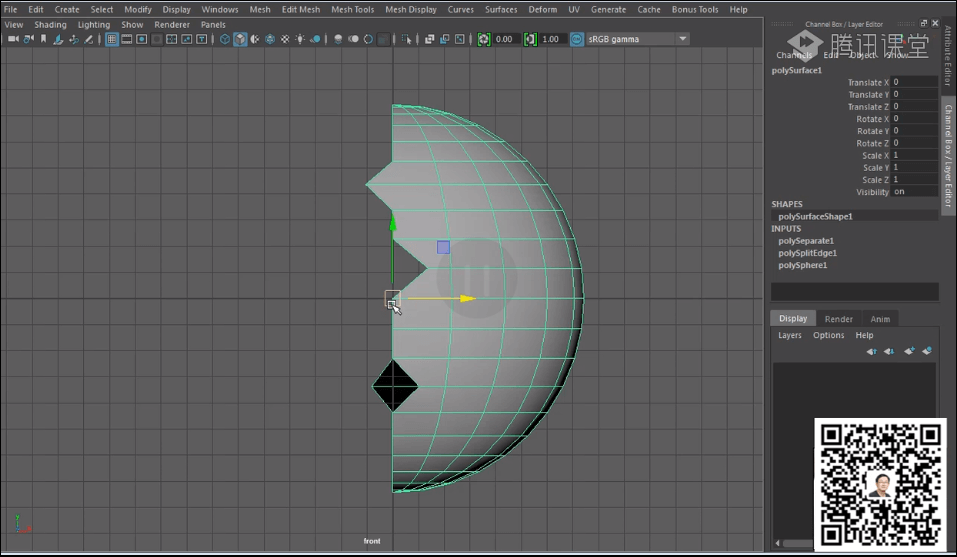 File Edit Create Select Modify Display Windows Mesh Edit Mesh Mesh Tools Mesh Display Curves Surfaces Deform UV Generate Cache Bonus Tools Help
View Shading Lighting Show Renderer Panels
Channel Box / Layer Editor
0.00 1.00 sRGB gamma
腾讯课堂
Channels Edit Object Show
polySurface1
Translate X 0
Translate Y 0
Translate Z 0
Rotate X 0
Rotate Y 0
Rotate Z 0
Scale X 1
Scale Y 1
Scale Z 1
Visibility on
SHAPES
polySurfaceShape1
INPUTS
polySeparate1
polySplitEdge1
polySphere1
Attribute Editor
Channel Box / Layer Editor
Display Render Anim
Layers Options Help
front